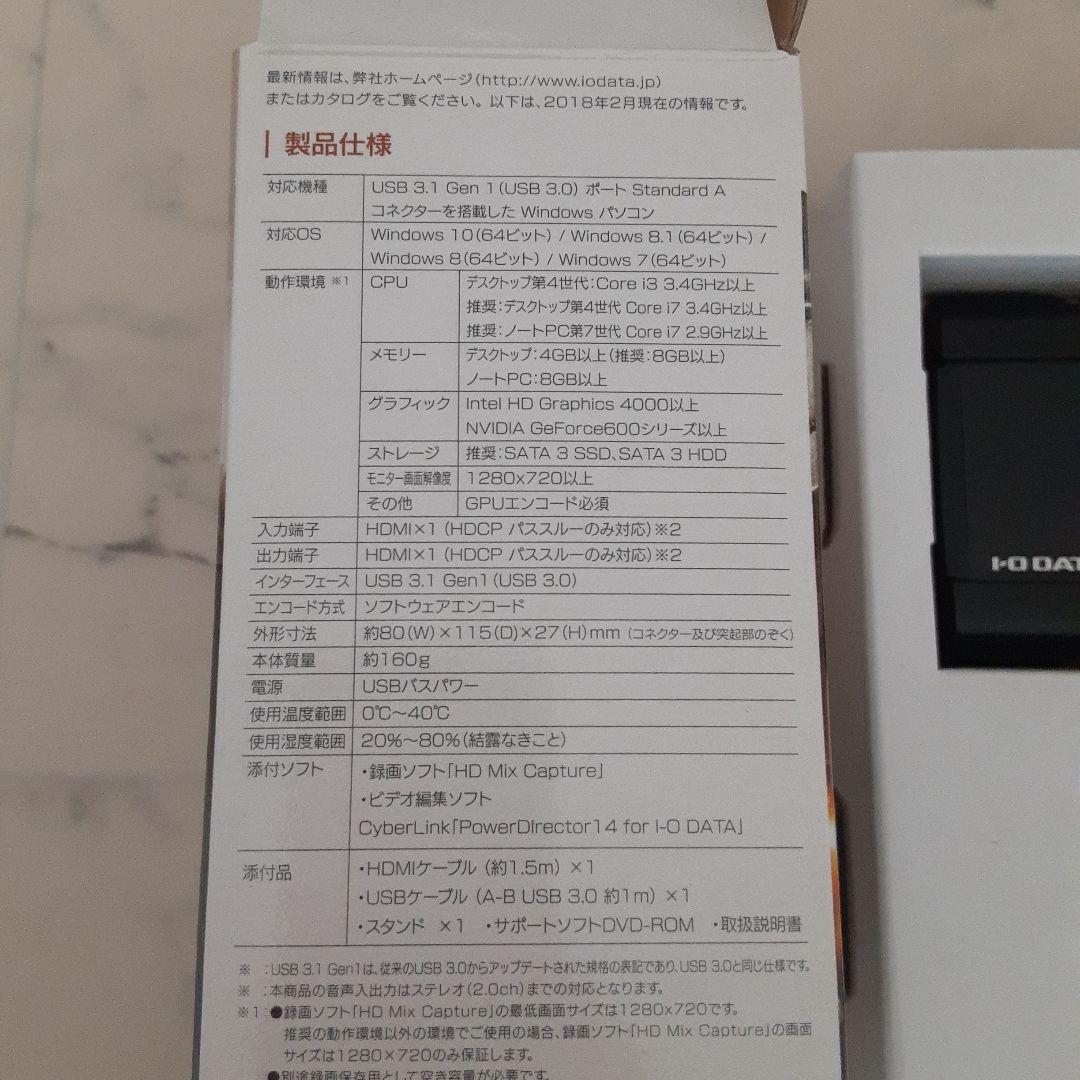 最新情報は、弊社ホームページ(http://www.iodata.jp)
またはカタログをご覧ください。以下は、2018年2月現在の情報です。
製品仕様
対応機種 USB 3.1 Gen 1(USB 3.0) ポート Standard A
コネクターを搭載した Windows パソコン
対応OS Windows 10(64ビット) / Windows 8.1(64ビット) /
Windows 8(64ビット) / Windows 7(64ビット)
動作環境 ※1 CPU デスクトップ第4世代:Core i3 3.4GHz以上
推奨:デスクトップ第4世代 Core i7 3.4GHz以上
推奨:ノートPC第7世代 Core i7 2.9GHz以上
メモリー デスクトップ:4GB以上(推奨:8GB以上)
ノートPC:8GB以上
グラフィック Intel HD Graphics 4000以上
NVIDIA GeForce600シリーズ以上
ストレージ 推奨:SATA 3 SSD、SATA 3 HDD
モニター画面解像度 1280x720以上
その他 GPUエンコード必須
入力端子 HDMI×1 (HDCP パススルーのみ対応)※2
出力端子 HDMI×1 (HDCP パススルーのみ対応)※2
インターフェース USB 3.1 Gen1(USB 3.0)
エンコード方式 ソフトウェアエンコード
外形寸法 約80(W)×115(D)×27(H)mm (コネクター及び突起部のぞく)
本体質量 約160g
電源 USBバスパワー
使用温度範囲 0℃〜40℃
使用湿度範囲 20%〜80%(結露なきこと)
添付ソフト ・録画ソフト「HD Mix Capture」
・ビデオ編集ソフト
CyberLink「PowerDirector14 for I-O DATA」
添付品 ・HDMIケーブル (約1.5m) ×1
・USBケーブル (A-B USB 3.0 約1m) ×1
・スタンド ×1 ・サポートソフトDVD-ROM ・取扱説明書
※ :USB 3.1 Gen1は、従来のUSB 3.0からアップデートされた規格の表記であり、USB 3.0と同じ仕様です。
※ :本商品の音声入出力はステレオ(2.0ch)までの対応となります。
※1:●録画ソフト「HD Mix Capture」の最低画面サイズは1280x720です。
推奨の動作環境以外の環境でご使用の場合、録画ソフト「HD Mix Capture」の画面
サイズは1280×720のみ保証します。
●別途録画保存用として空き容量が必要です。
I-O DAT